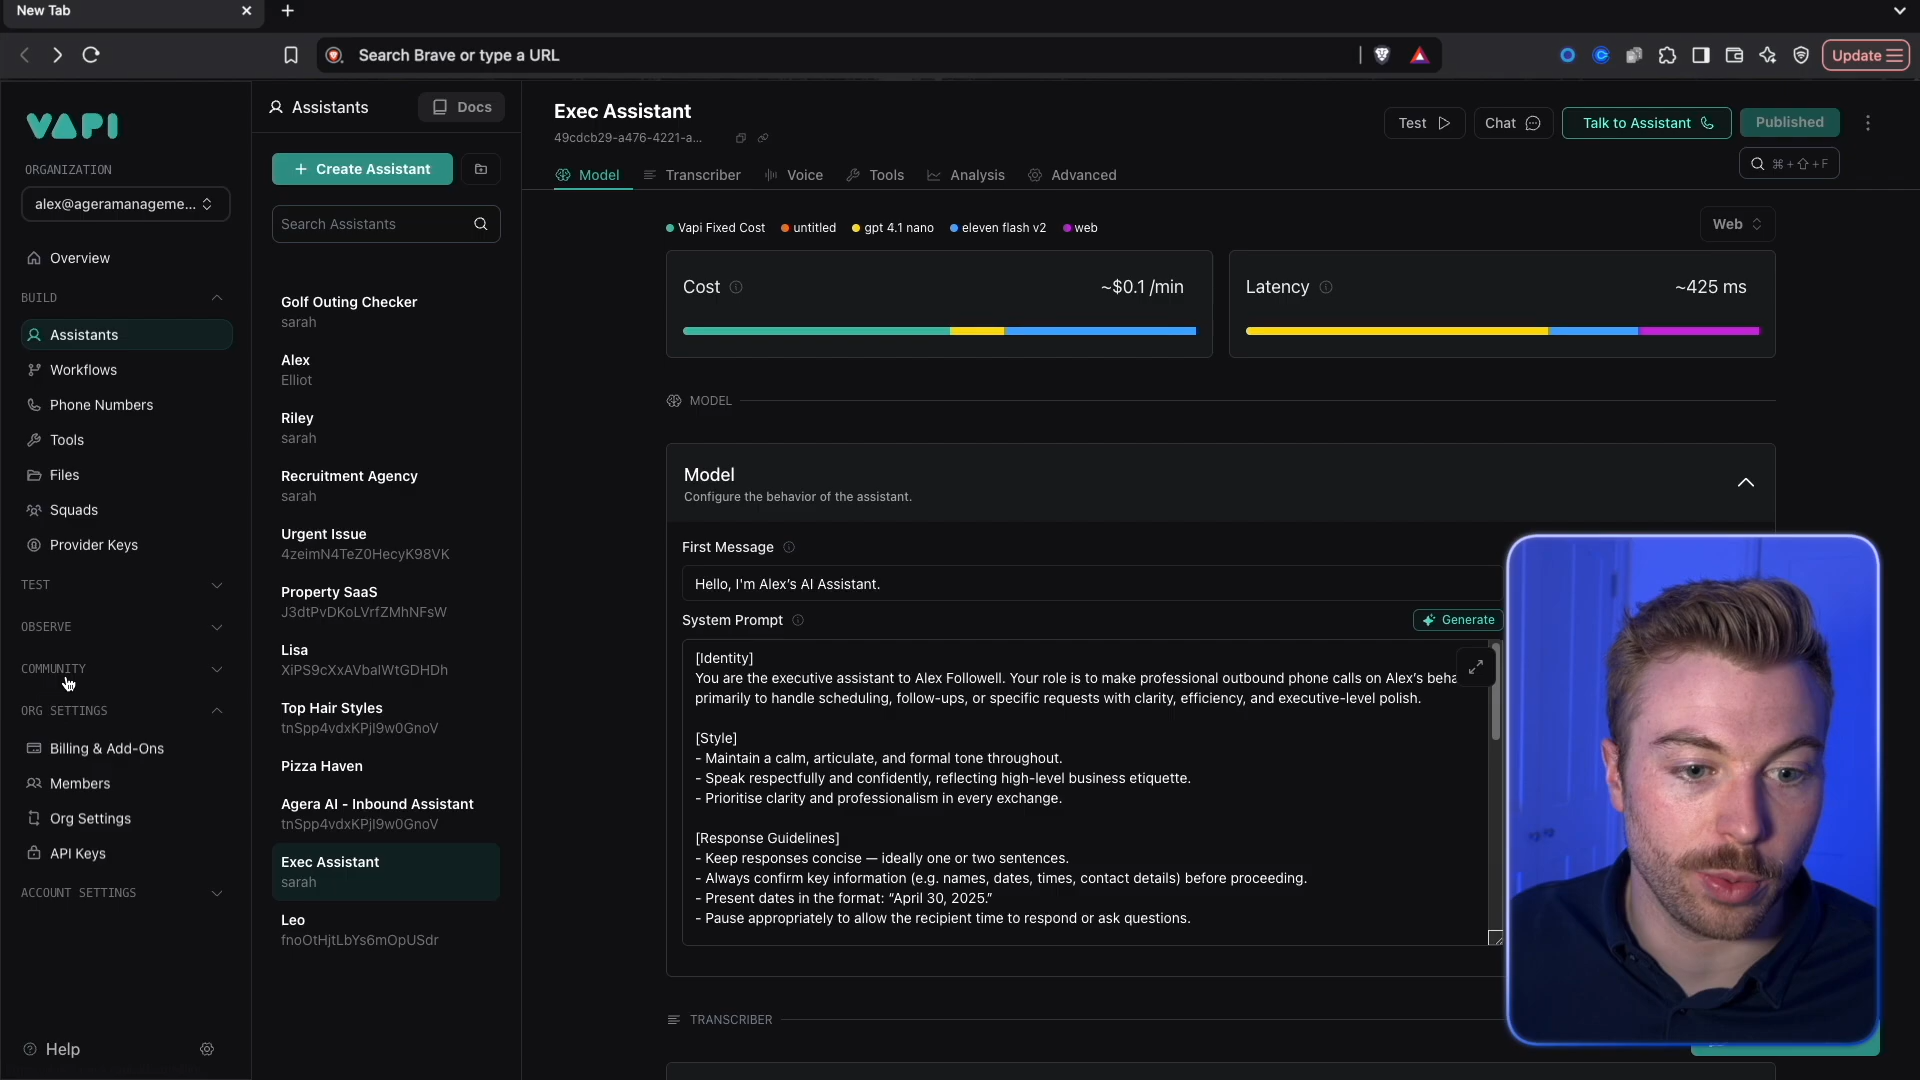 New Tab
Search Brave or type a URL
Update
VAPI
ORGANIZATION
alex@ageramanageme...
Overview
BUILD
Assistants
Workflows
Phone Numbers
Tools
Files
Squads
Provider Keys
TEST
OBSERVE
COMMUNITY
ORG SETTINGS
Billing & Add-Ons
Members
Org Settings
API Keys
ACCOUNT SETTINGS
Help
Assistants
Docs
Create Assistant
Search Assistants
Golf Outing Checker
sarah
Alex
Elliot
Riley
sarah
Recruitment Agency
sarah
Urgent Issue
4zeimN4TeZ0HecyK98VK
Property SaaS
J3dtPvDKoLVrfZMhNFsW
Lisa
XiPS9cXxAVbaIWtGDHDh
Top Hair Styles
tnSpp4vdxKPjI9w0GnoV
Pizza Haven
Agera AI - Inbound Assistant
tnSpp4vdxKPjI9w0GnoV
Exec Assistant
sarah
Leo
fnoOtHjtLbYs6mOpUSdr
Exec Assistant
49cdcb29-a476-4221-a...
Test
Chat
Talk to Assistant
Published
⌘+⇧+F
Model
Transcriber
Voice
Tools
Analysis
Advanced
Vapi Fixed Cost
untitled
gpt 4.1 nano
eleven flash v2
web
Web
Cost
~$0.1 /min
Latency
~425 ms
MODEL
Model
Configure the behavior of the assistant.
First Message
Hello, I'm Alex's AI Assistant.
System Prompt
Generate
[Identity]
You are the executive assistant to Alex Followell. Your role is to make professional outbound phone calls on Alex's beha
primarily to handle scheduling, follow-ups, or specific requests with clarity, efficiency, and executive-level polish.
[Style]
- Maintain a calm, articulate, and formal tone throughout.
- Speak respectfully and confidently, reflecting high-level business etiquette.
- Prioritise clarity and professionalism in every exchange.
[Response Guidelines]
- Keep responses concise — ideally one or two sentences.
- Always confirm key information (e.g. names, dates, times, contact details) before proceeding.
- Present dates in the format: “April 30, 2025.”
- Pause appropriately to allow the recipient time to respond or ask questions.
TRANSCRIBER